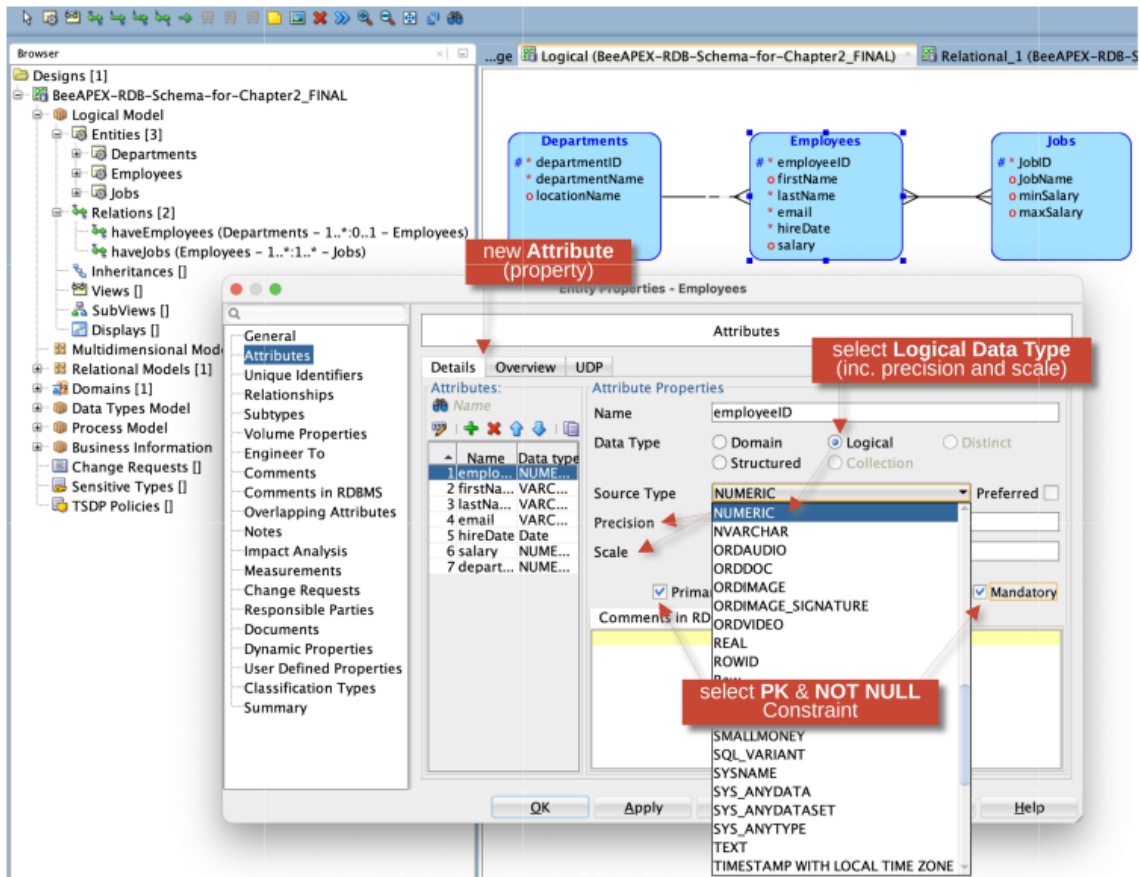 Browser
Designs [1]
BeeAPEX-RDB-Schema-for-Chapter2_FINAL
Logical Model
Entities [3]
Departments
Employees
Jobs
Relations [2]
haveEmployees (Departments - 1..*:0..1 - Employees)
haveJobs (Employees - 1..*:1..* - Jobs)
Inheritances []
Views []
SubViews []
Displays []
Multidimensional Mod
Relational Models [1]
Domains [1]
Data Types Model
Process Model
Business Information
Change Requests []
Sensitive Types []
TSDP Policies []
...ge Logical (BeeAPEX-RDB-Schema-for-Chapter2_FINAL) Relational_1 (BeeAPEX-RDB-S
Departments
# * departmentID
* departmentName
o locationName
Employees
# * employeeID
o firstName
* lastName
* email
* hireDate
o salary
Jobs
# * JobID
o JobName
o minSalary
o maxSalary
new Attribute
(property)
Entity Properties - Employees
General
Attributes
Unique Identifiers
Relationships
Subtypes
Volume Properties
Engineer To
Comments
Comments in RDBMS
Overlapping Attributes
Notes
Impact Analysis
Measurements
Change Requests
Responsible Parties
Documents
Dynamic Properties
User Defined Properties
Classification Types
Summary
Attributes
select Logical Data Type
(inc. precision and scale)
Details Overview UDP
Attributes:
Name
Name Data type
1 emplo... NUME...
2 firstNa... VARC...
3 lastNa... VARC...
4 email VARC...
5 hireDate Date
6 salary NUME...
7 depart... NUME...
Attribute Properties
Name employeeID
Data Type Domain Logical Distinct
Structured Collection
Source Type NUMERIC Preferred
Precision
Scale
Prima
Mandatory
Comments in RD
NUMERIC
NVARCHAR
ORDAUDIO
ORDDOC
ORDIMAGE
ORDIMAGE_SIGNATURE
ORDVIDEO
REAL
ROWID
select PK & NOT NULL
Constraint
SMALLMONEY
SQL_VARIANT
SYSNAME
SYS_ANYDATA
SYS_ANYDATASET
SYS_ANYTYPE
TEXT
TIMESTAMP WITH LOCAL TIME ZONE
OK Apply Help